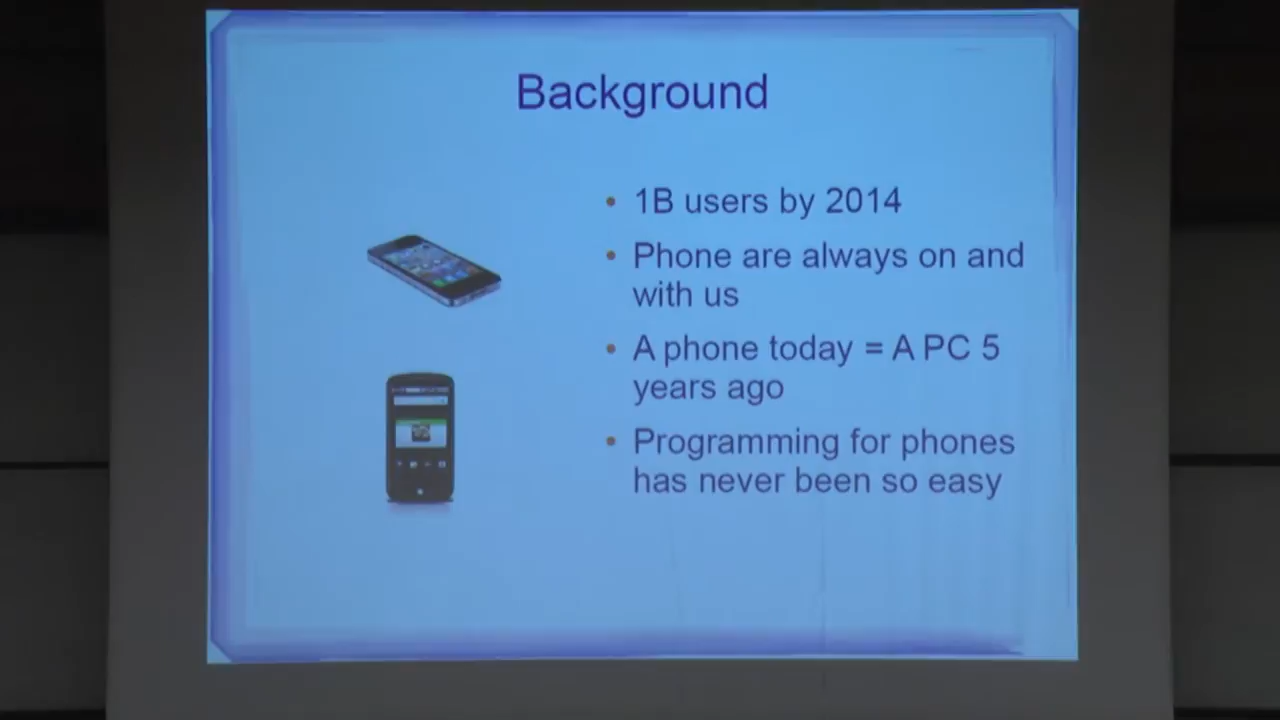 Background
• 1B users by 2014
• Phone are always on and
with us
• A phone today = A PC 5
years ago
• Programming for phones
has never been so easy